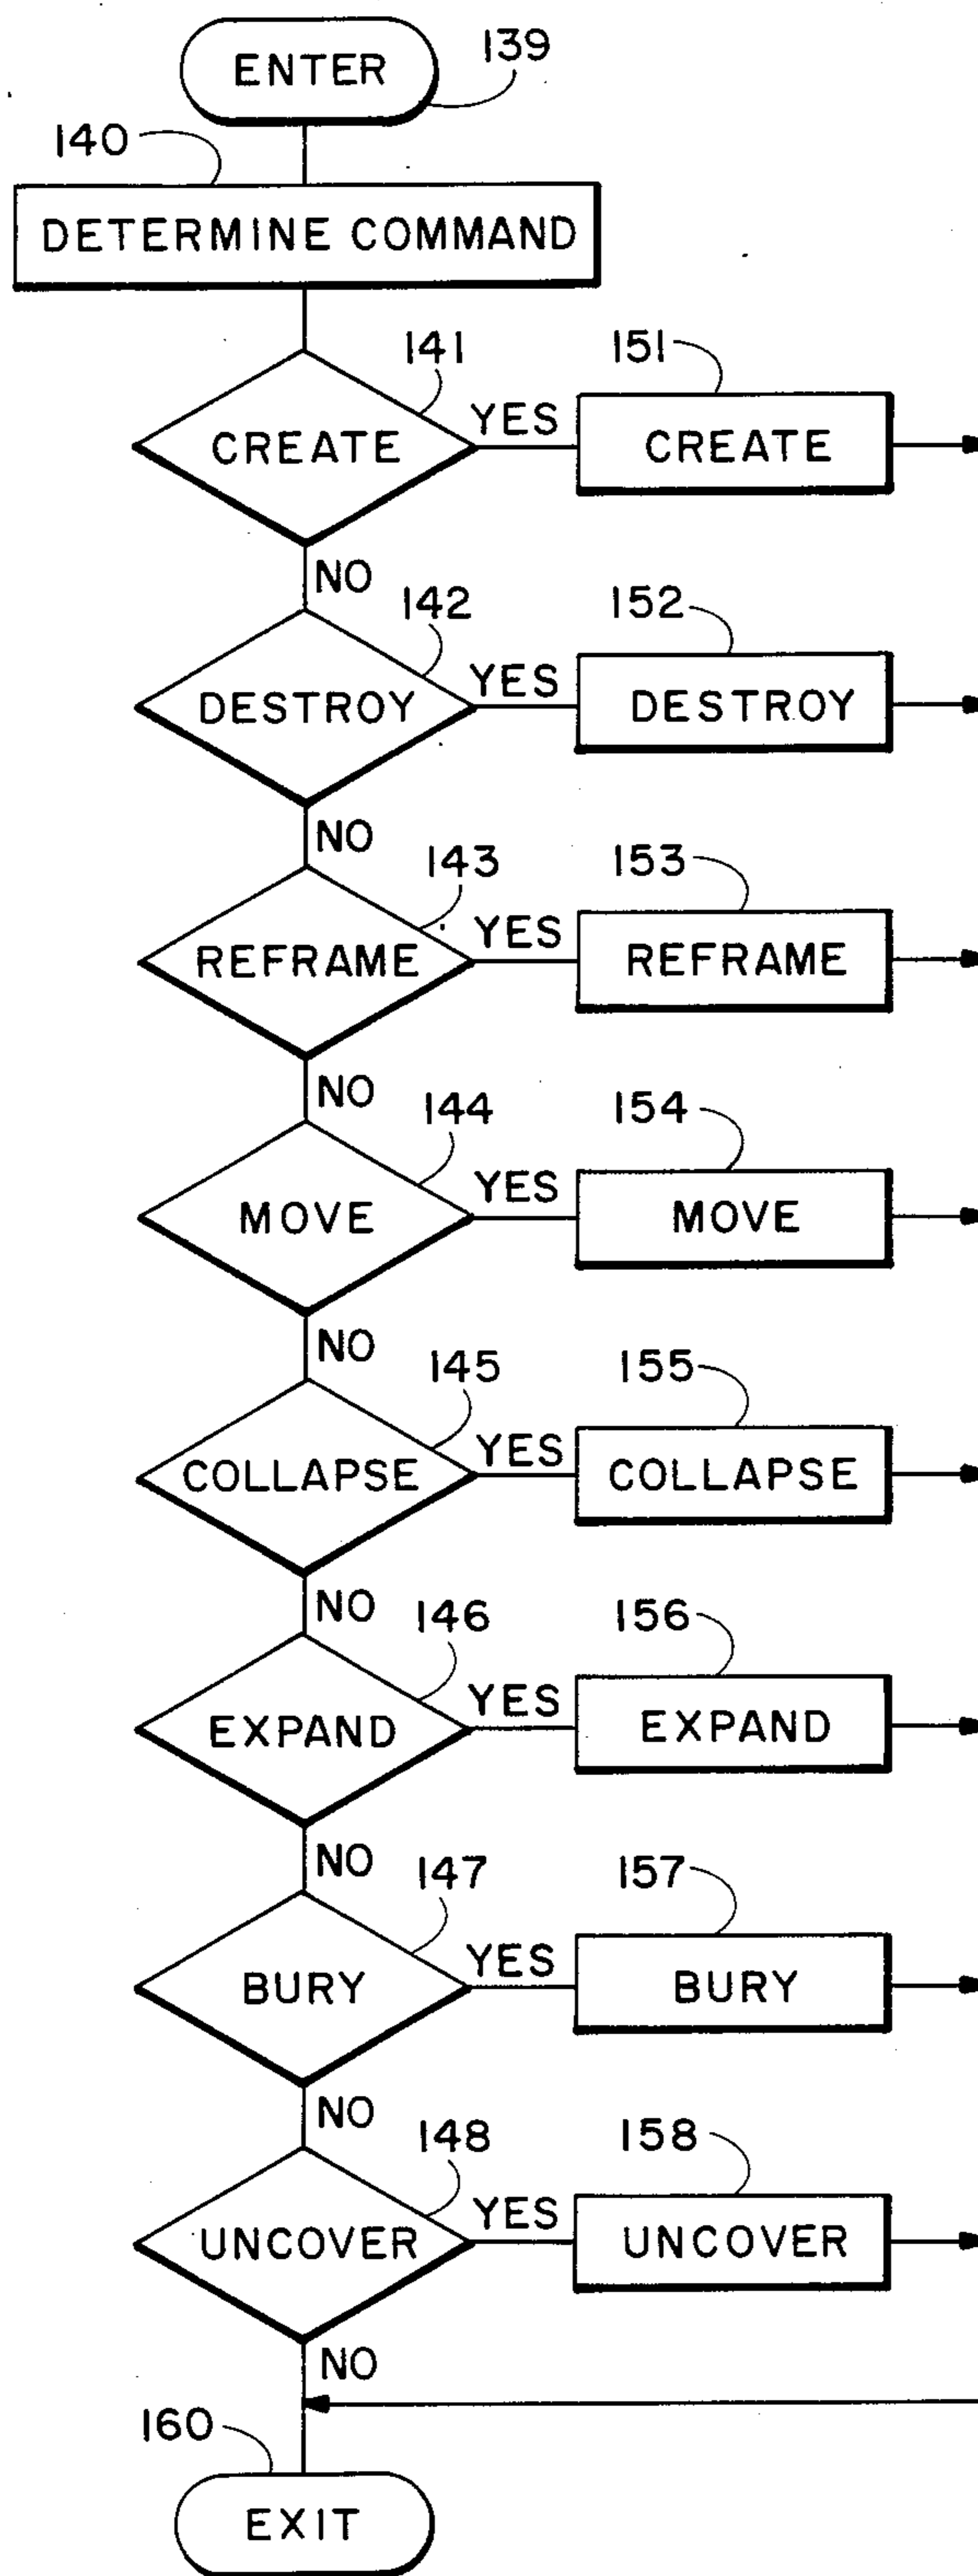 ENTER
139
140
DETERMINE COMMAND
141
151
CREATE
YES
CREATE
NO
142
152
DESTROY
YES
DESTROY
NO
143
153
REFRAME
YES
REFRAME
NO
144
154
MOVE
YES
MOVE
NO
145
155
COLLAPSE
YES
COLLAPSE
NO
146
156
EXPAND
YES
EXPAND
NO
147
157
BURY
YES
BURY
NO
148
158
UNCOVER
YES
UNCOVER
NO
160
EXIT